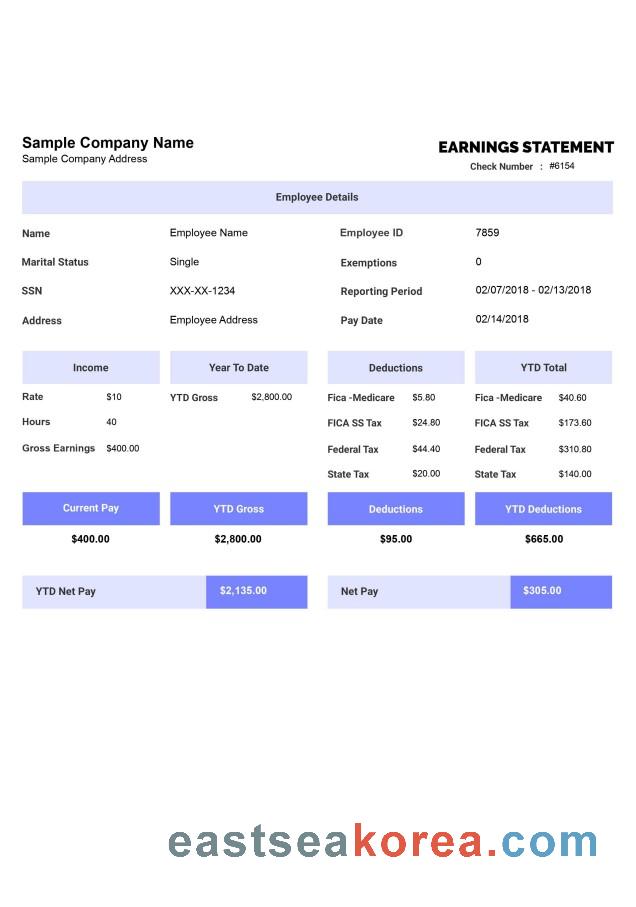 Sample Company Name
Sample Company Address
EARNINGS STATEMENT
Check Number : #6154
Employee Details
Name Employee Name Employee ID 7859
Marital Status Single Exemptions 0
SSN XXX-XX-1234 Reporting Period 02/07/2018 - 02/13/2018
Address Employee Address Pay Date 02/14/2018
Income Year To Date Deductions YTD Total
Rate $10 YTD Gross $2,800.00 Fica -Medicare $5.80 Fica -Medicare $40.60
Hours 40 FICA SS Tax $24.80 FICA SS Tax $173.60
Gross Earnings $400.00 Federal Tax $44.40 Federal Tax $310.80
State Tax $20.00 State Tax $140.00
Current Pay YTD Gross Deductions YTD Deductions
$400.00 $2,800.00 $95.00 $665.00
YTD Net Pay $2,135.00 Net Pay $305.00
eastseakorea.com